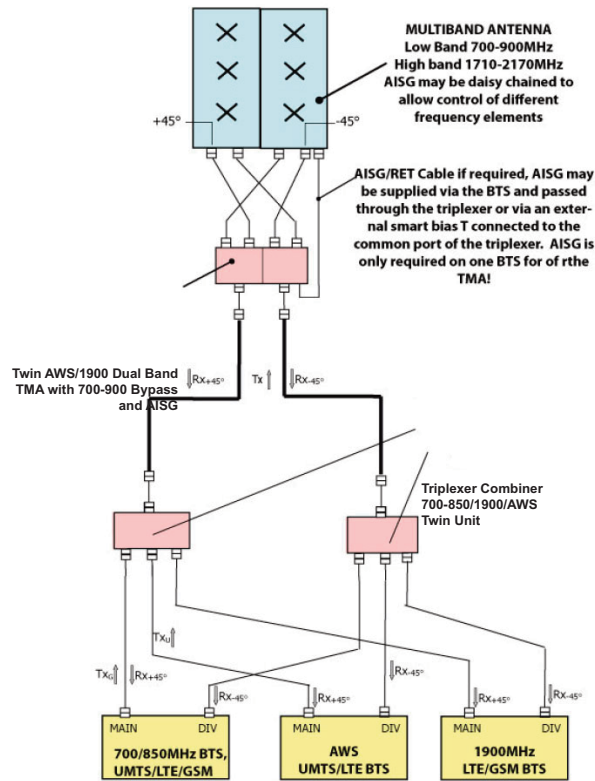 MULTIBAND ANTENNA
Low Band 700-900MHz
High band 1710-2170MHz
AISG may be daisy chained to
allow control of different
frequency elements
+45°
-45°
AISG/RET Cable if required, AISG may
be supplied via the BTS and passed
through the triplexer or via an exter-
nal smart bias T connected to the
common port of the triplexer. AISG is
only required on one BTS for of rthe
TMA!
Twin AWS/1900 Dual Band
TMA with 700-900 Bypass
and AISG
Rx+45°
Tx
Rx-45°
Triplexer Combiner
700-850/1900/AWS
Twin Unit
TxU
TxG
Rx+45°
Rx-45°
Rx+45°
Rx-45°
Rx+45°
Rx-45°
MAIN
DIV
700/850MHz BTS,
UMTS/LTE/GSM
MAIN
DIV
AWS
UMTS/LTE BTS
MAIN
DIV
1900MHz
LTE/GSM BTS